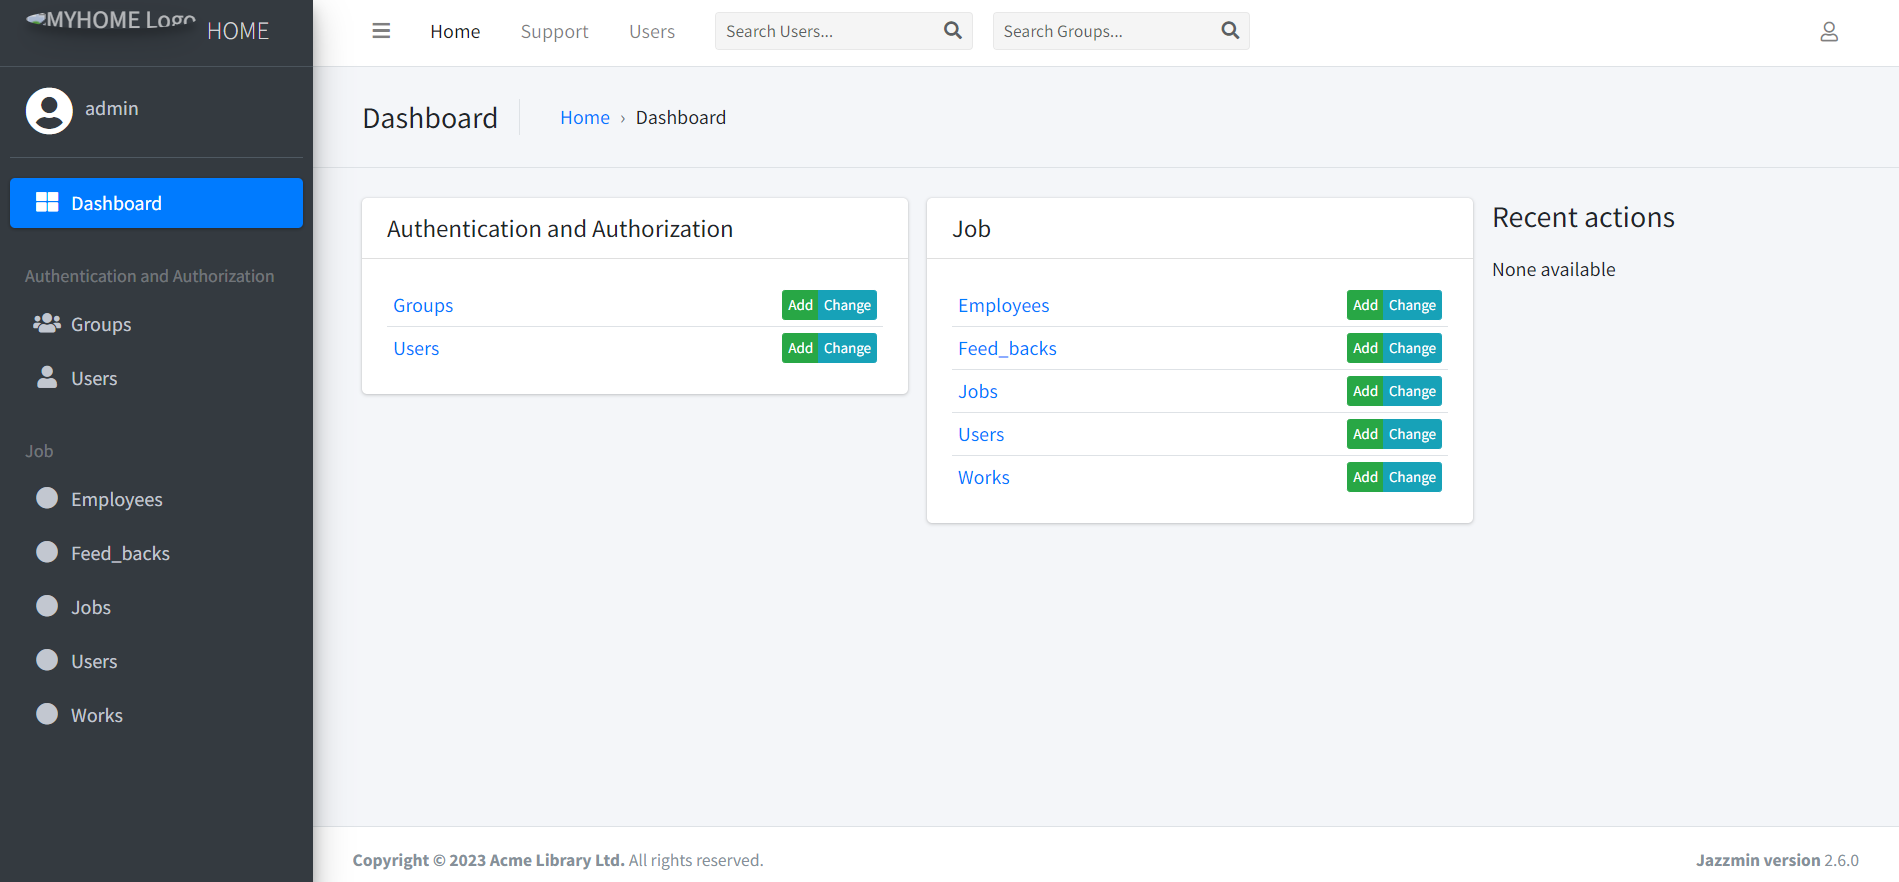 MYHOME Logo HOME
Home Support Users Search Users... Search Groups...
admin
Dashboard
Authentication and Authorization
Groups
Users
Job
Employees
Feed_backs
Jobs
Users
Works
Dashboard Home › Dashboard
Authentication and Authorization
Groups Add Change
Users Add Change
Job
Employees Add Change
Feed_backs Add Change
Jobs Add Change
Users Add Change
Works Add Change
Recent actions
None available
Copyright © 2023 Acme Library Ltd. All rights reserved.
Jazzmin version 2.6.0